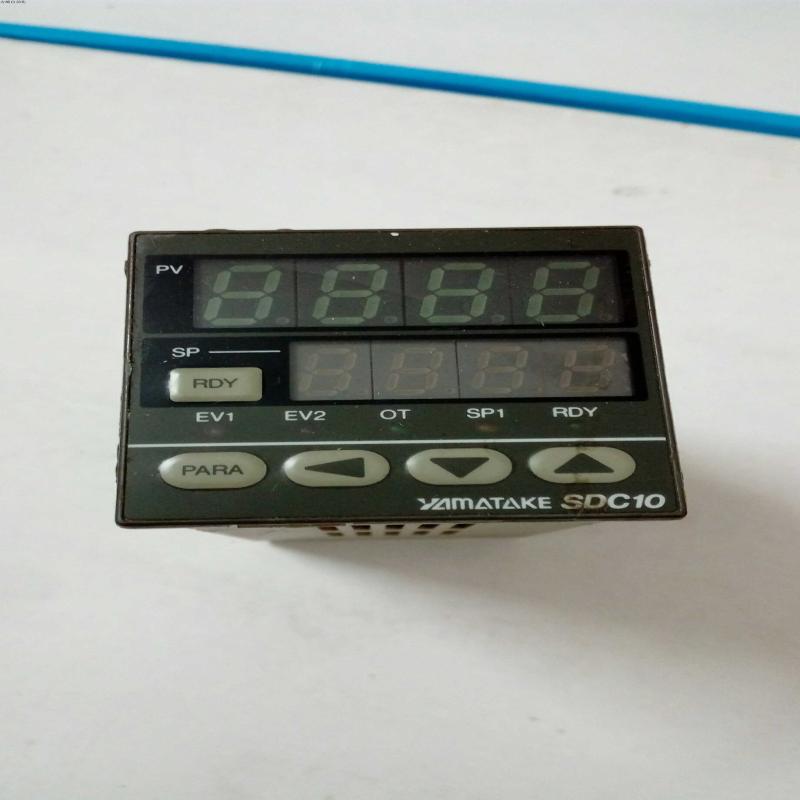 PV
SP
RDY
EV1 EV2 OT SP1 RDY
PARA
YAMATAKE SDC10